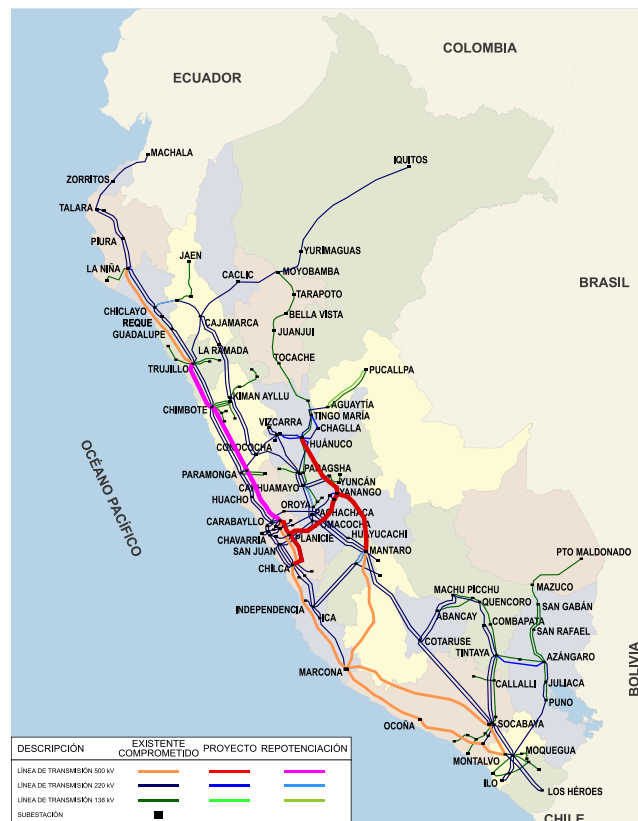 COLOMBIA
ECUADOR
MACHALA
IQUITOS
ZORRITOS
TALARA
PIURA
YURIMAGUAS
JAEN
LA NIÑA
CACLIC
MOYOBAMBA
BRASIL
TARAPOTO
CHICLAYO
BELLA VISTA
REQUE
CAJAMARCA
GUADALUPE
JUANJUI
LA RAMADA
TOCACHE
TRUJILLO
PUCALLPA
KIMAN AYLLU
CHIMBOTE
AGUAYTÍA
TINGO MARÍA
VIZCARRA
CHAGLLA
HUÁNUCO
OCÉANO PACÍFICO
PARAGSHA
PARAMONGA
YUNCÁN
YANANGO
HUACHO
OROYA
PACHACHACA
CARABAYLLO
POMACOCHA
CHAVARRÍA
PLANICIE
HUAYUCACHI
SAN JUAN
MANTARO
PTO MALDONADO
CHILCA
MACHU PICCHU
MAZUCO
QUENCORO
SAN GABÁN
INDEPENDENCIA
ABANCAY
COMBAPATA
ICA
SAN RAFAEL
COTARUSE
TINTAYA
AZÁNGARO
BOLIVIA
MARCONA
CALLALLI
JULIACA
PUNO
OCOÑA
SOCABAYA
MOQUEGUA
MONTALVO
ILO
LOS HÉROES
CHILE
DESCRIPCIÓN
EXISTENTE
COMPROMETIDO
PROYECTO
REPOTENCIACIÓN
LÍNEA DE TRANSMISIÓN 500 kV
LÍNEA DE TRANSMISIÓN 220 kV
LÍNEA DE TRANSMISIÓN 138 kV
SUBESTACIÓN